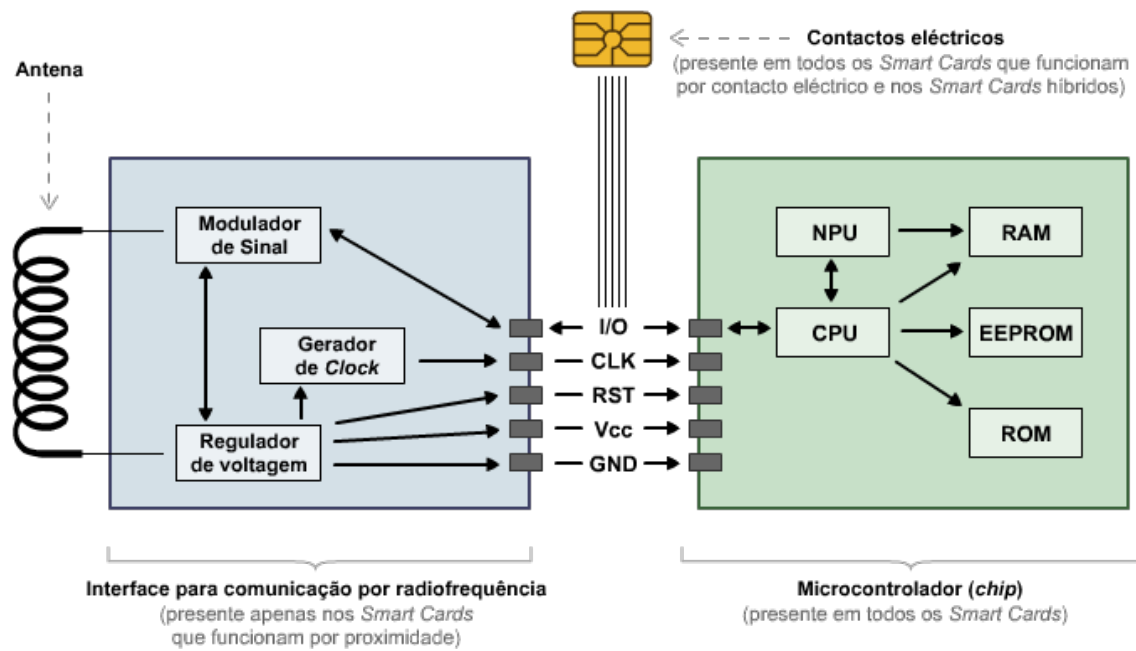 Contactos eléctricos
(presente em todos os Smart Cards que funcionam
por contacto eléctrico e nos Smart Cards híbridos)
Antena
Modulador
de Sinal
Gerador
de Clock
Regulador
de voltagem
I/O
CLK
RST
Vcc
GND
NPU
RAM
CPU
EEPROM
ROM
Interface para comunicação por radiofrequência
(presente apenas nos Smart Cards
que funcionam por proximidade)
Microcontrolador (chip)
(presente em todos os Smart Cards)